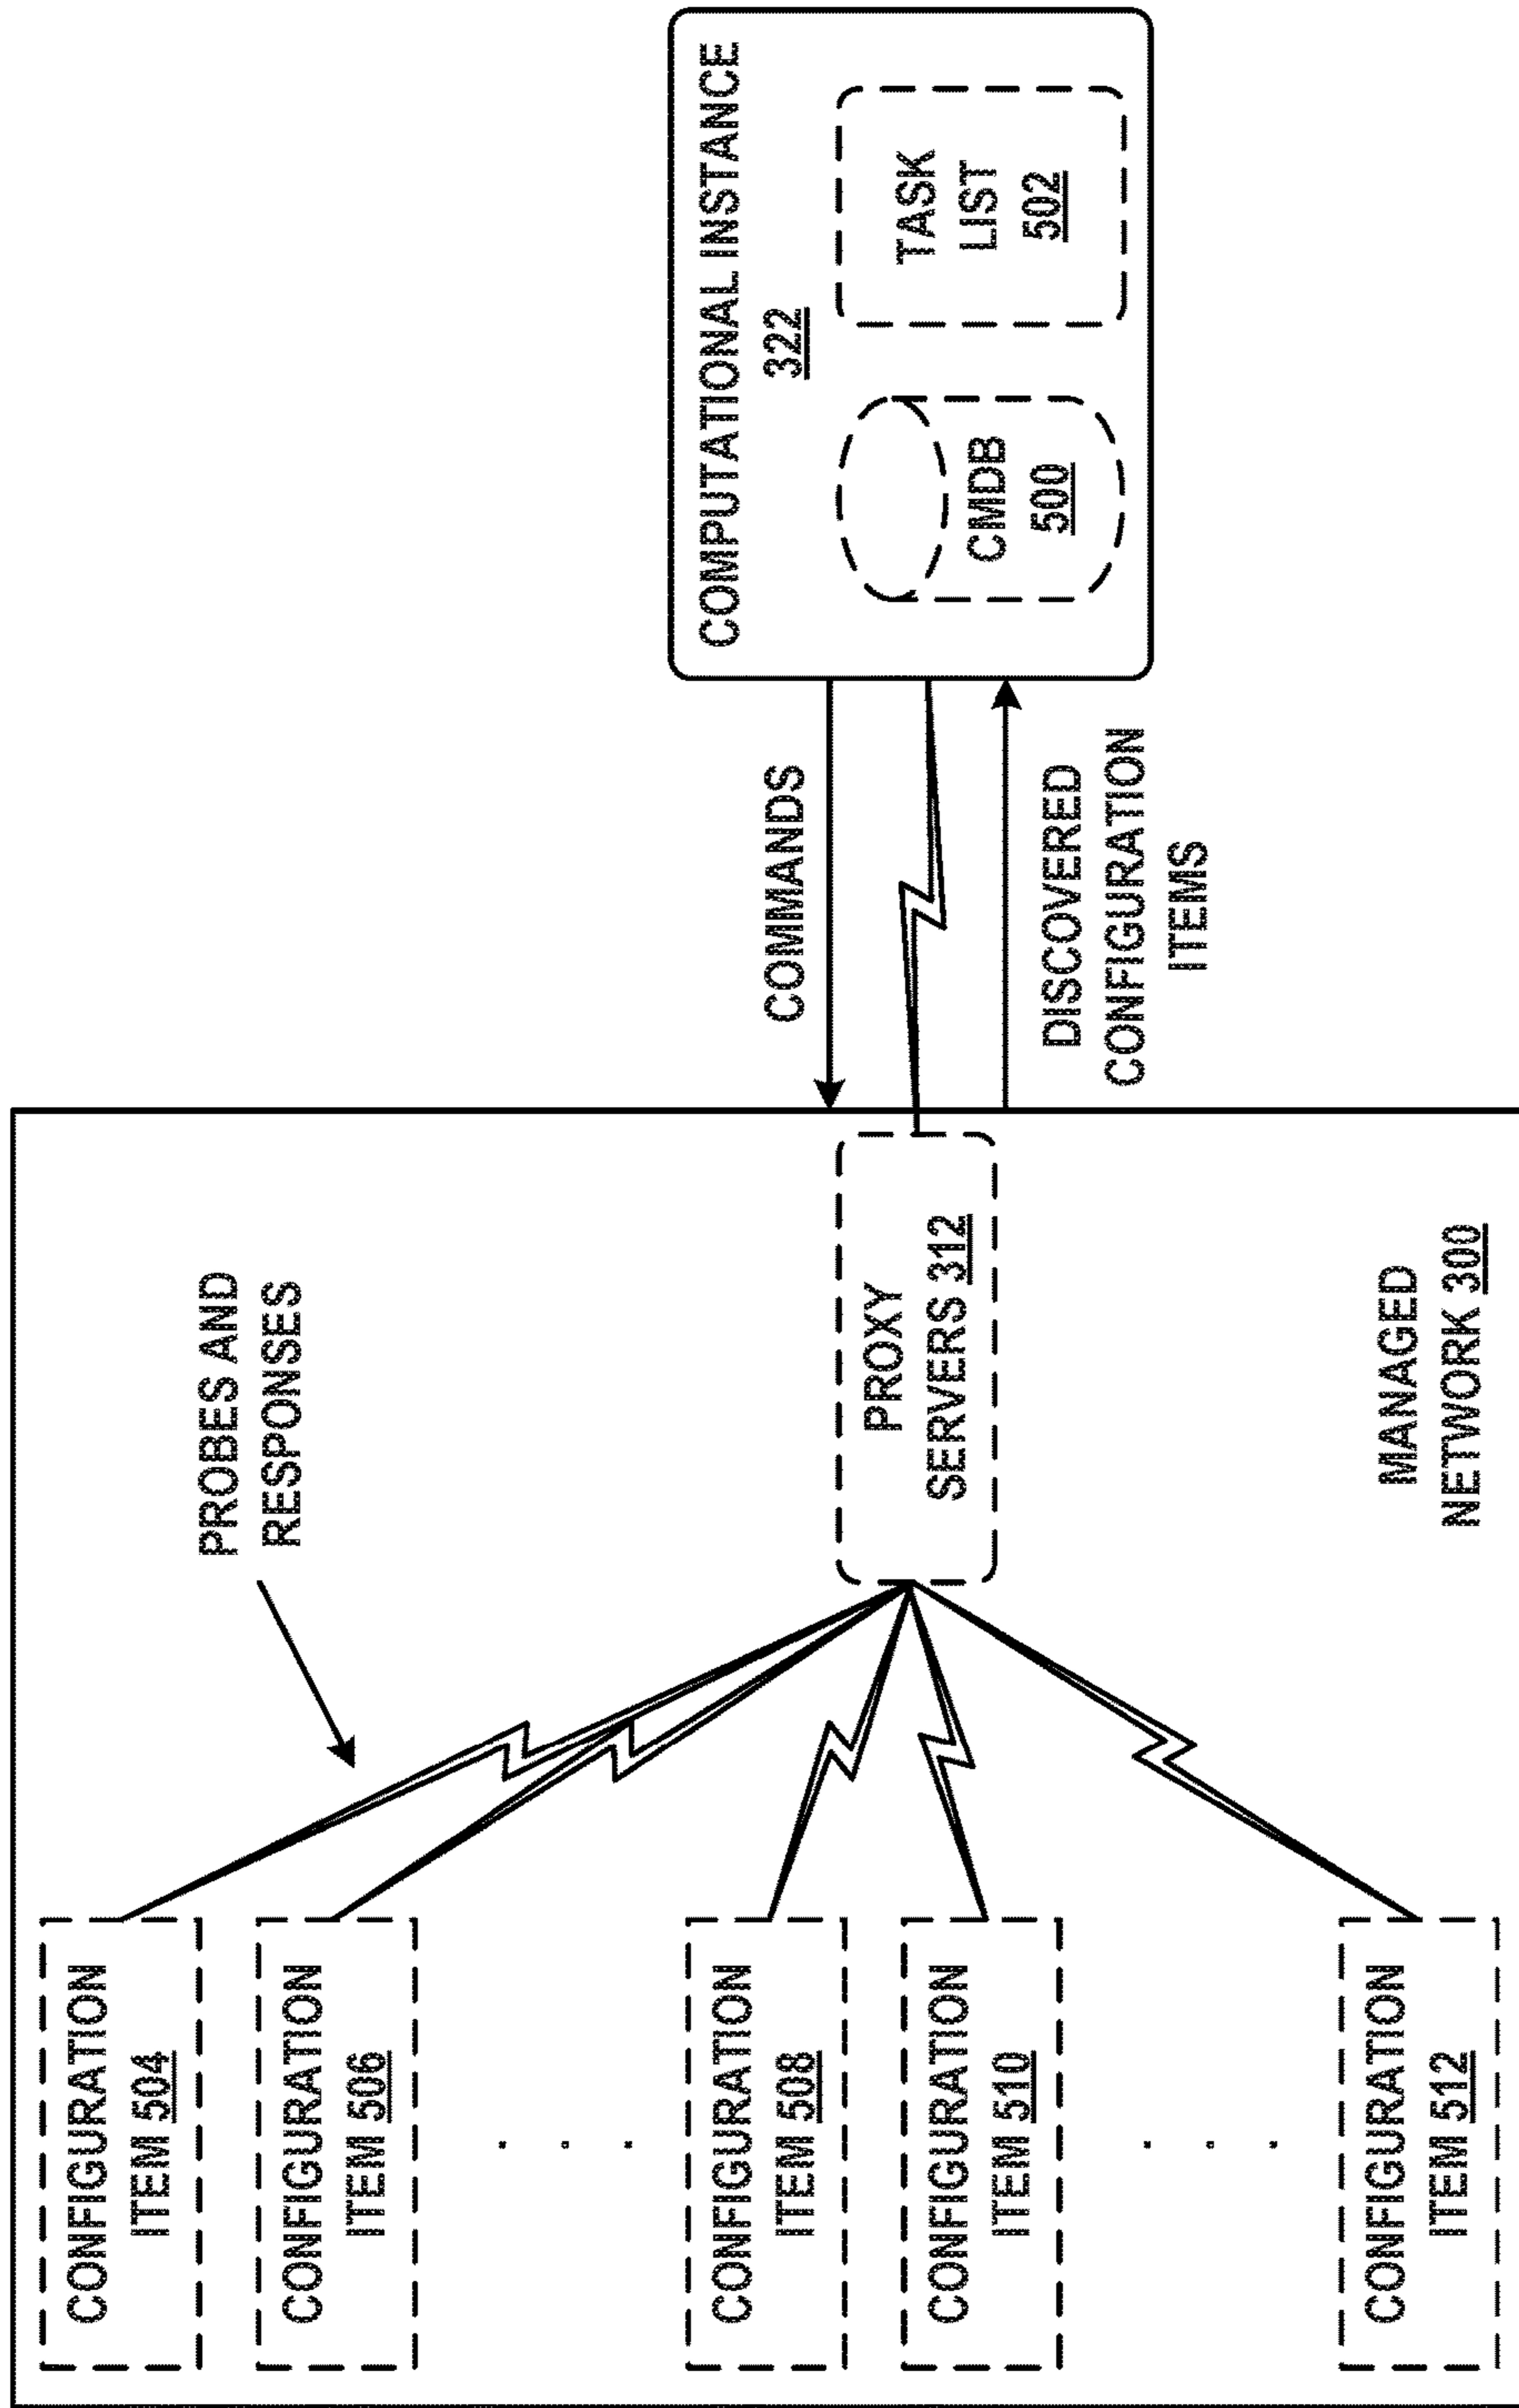 CONFIGURATION
ITEM 504
CONFIGURATION
ITEM 506
CONFIGURATION
ITEM 508
CONFIGURATION
ITEM 510
CONFIGURATION
ITEM 512
PROBES AND
RESPONSES
PROXY
SERVERS 312
MANAGED
NETWORK 300
COMMANDS
DISCOVERED
CONFIGURATION
ITEMS
COMPUTATIONAL INSTANCE
322
CMDB
500
TASK
LIST
502